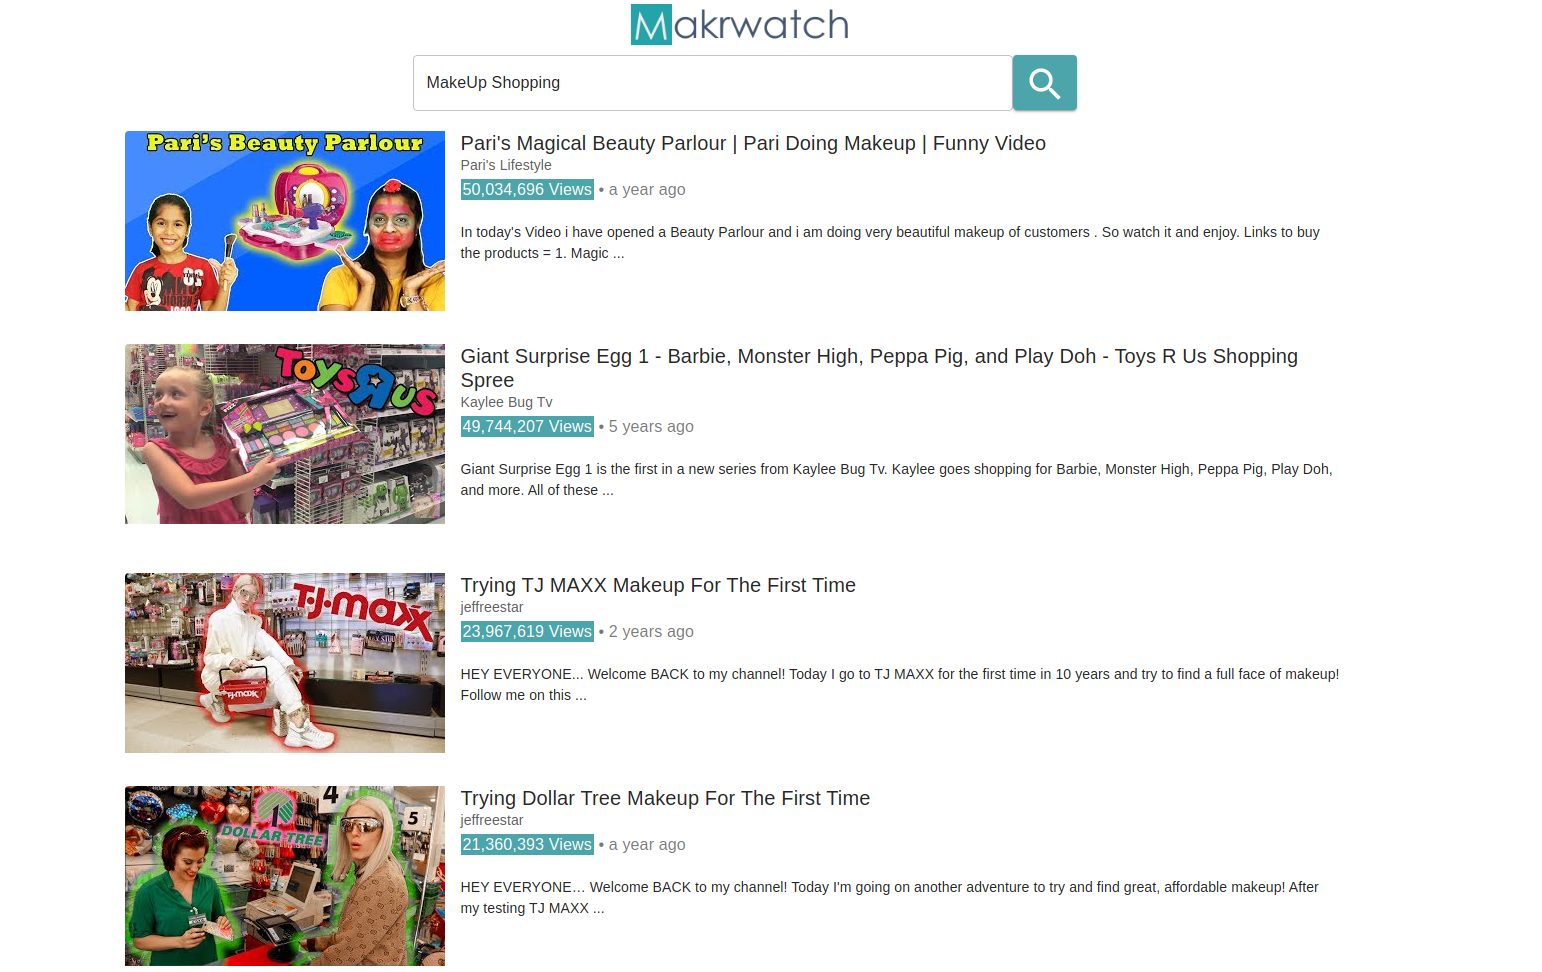 Makrwatch
MakeUp Shopping
Pari's Beauty Parlour
Pari's Magical Beauty Parlour | Pari Doing Makeup | Funny Video
Pari's Lifestyle
50,034,696 Views • a year ago
In today's Video i have opened a Beauty Parlour and i am doing very beautiful makeup of customers . So watch it and enjoy. Links to buy
the products = 1. Magic ...
Toys R us
Giant Surprise Egg 1 - Barbie, Monster High, Peppa Pig, and Play Doh - Toys R Us Shopping
Spree
Kaylee Bug Tv
49,744,207 Views • 5 years ago
Giant Surprise Egg 1 is the first in a new series from Kaylee Bug Tv. Kaylee goes shopping for Barbie, Monster High, Peppa Pig, Play Doh,
and more. All of these ...
T.J.maxx
T.J.maxx
Trying TJ MAXX Makeup For The First Time
jeffreestar
23,967,619 Views • 2 years ago
HEY EVERYONE... Welcome BACK to my channel! Today I go to TJ MAXX for the first time in 10 years and try to find a full face of makeup!
Follow me on this ...
4
5
DOLLAR TREE
Trying Dollar Tree Makeup For The First Time
jeffreestar
21,360,393 Views • a year ago
HEY EVERYONE… Welcome BACK to my channel! Today I'm going on another adventure to try and find great, affordable makeup! After
my testing TJ MAXX ...